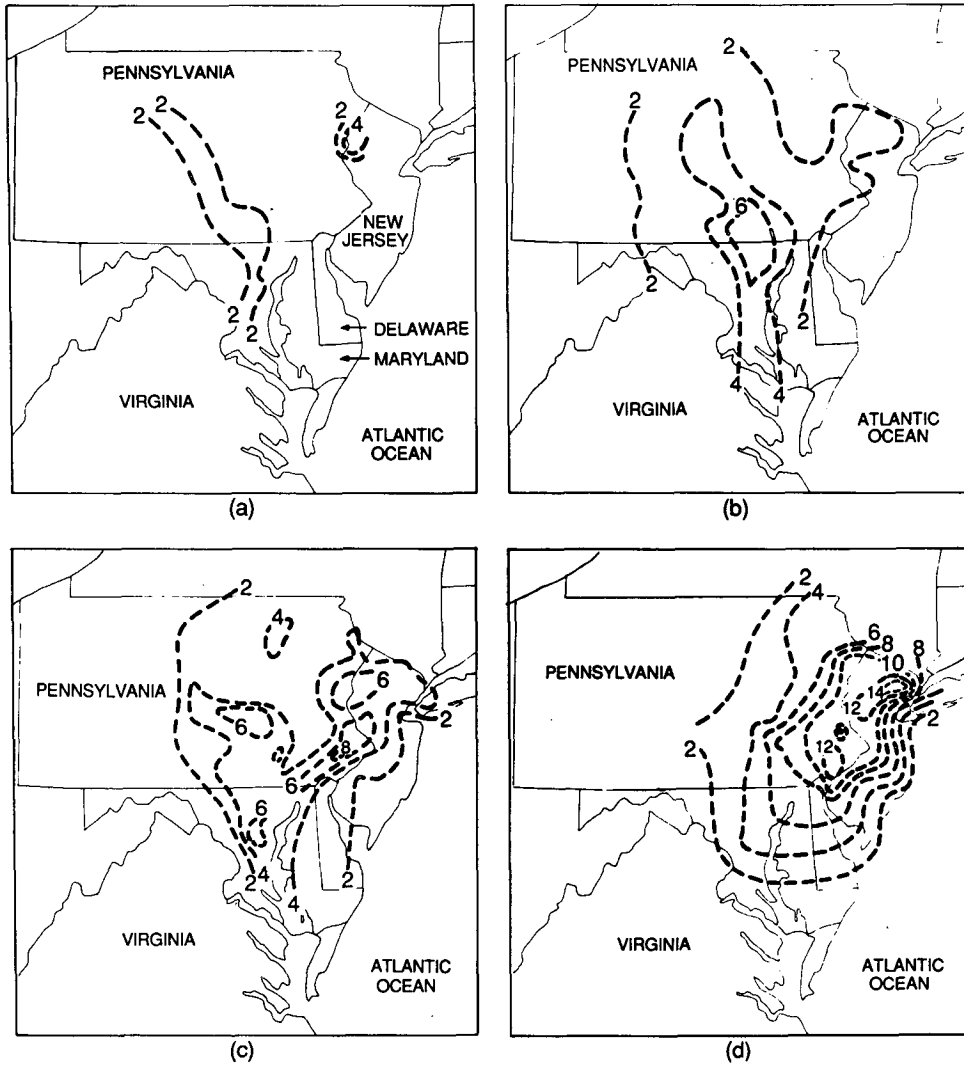 PENNSYLVANIA
2
2
2
4
NEW
JERSEY
2
2
DELAWARE
MARYLAND
VIRGINIA
ATLANTIC
OCEAN
(a)
2
PENNSYLVANIA
2
6
2
2
4
4
VIRGINIA
ATLANTIC
OCEAN
(b)
2
4
PENNSYLVANIA
6
6
2
8
6
6
2
4
2
4
VIRGINIA
ATLANTIC
OCEAN
(c)
2
4
6
8
8
10
PENNSYLVANIA
14
12
2
2
12
VIRGINIA
ATLANTIC
OCEAN
(d)